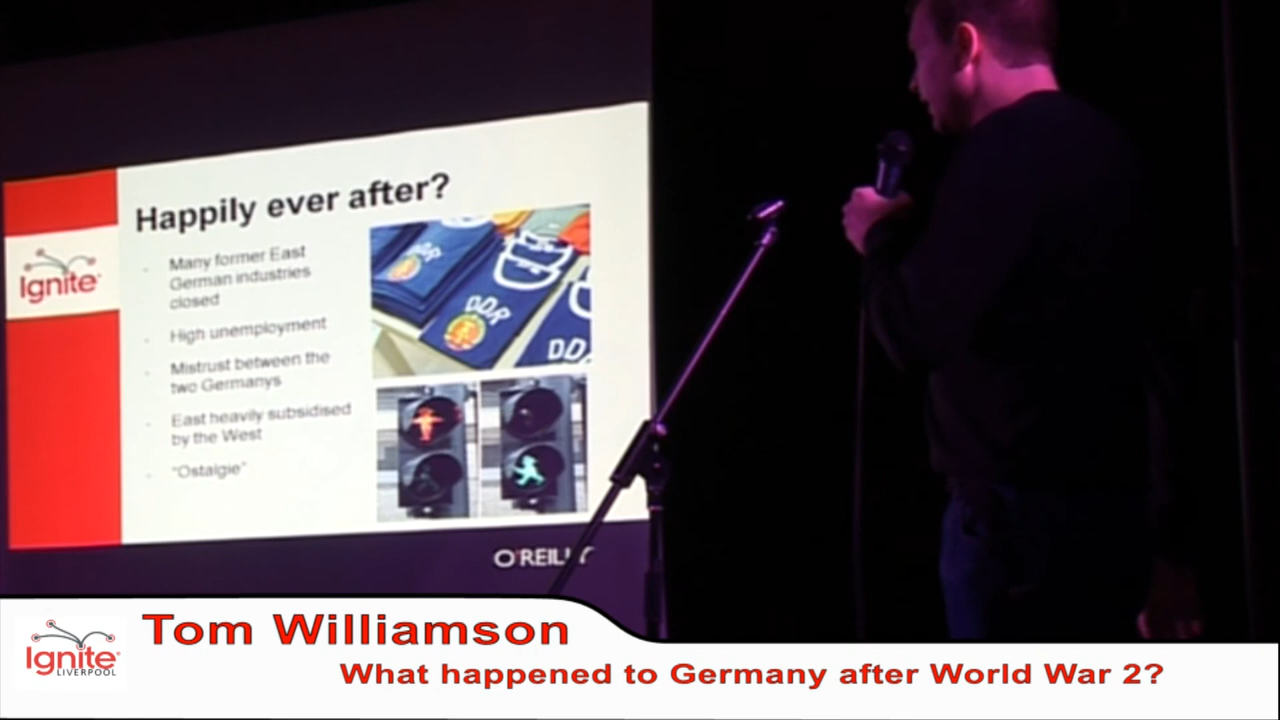 Happily ever after?
Many former East
German industries
closed
High unemployment
Mistrust between the
two Germanys
East heavily subsidised
by the West
"Ostalgie"
Ignite
DDR
DDR
DD
O'REILLY
Tom Williamson
What happened to Germany after World War 2?
Ignite
LIVERPOOL